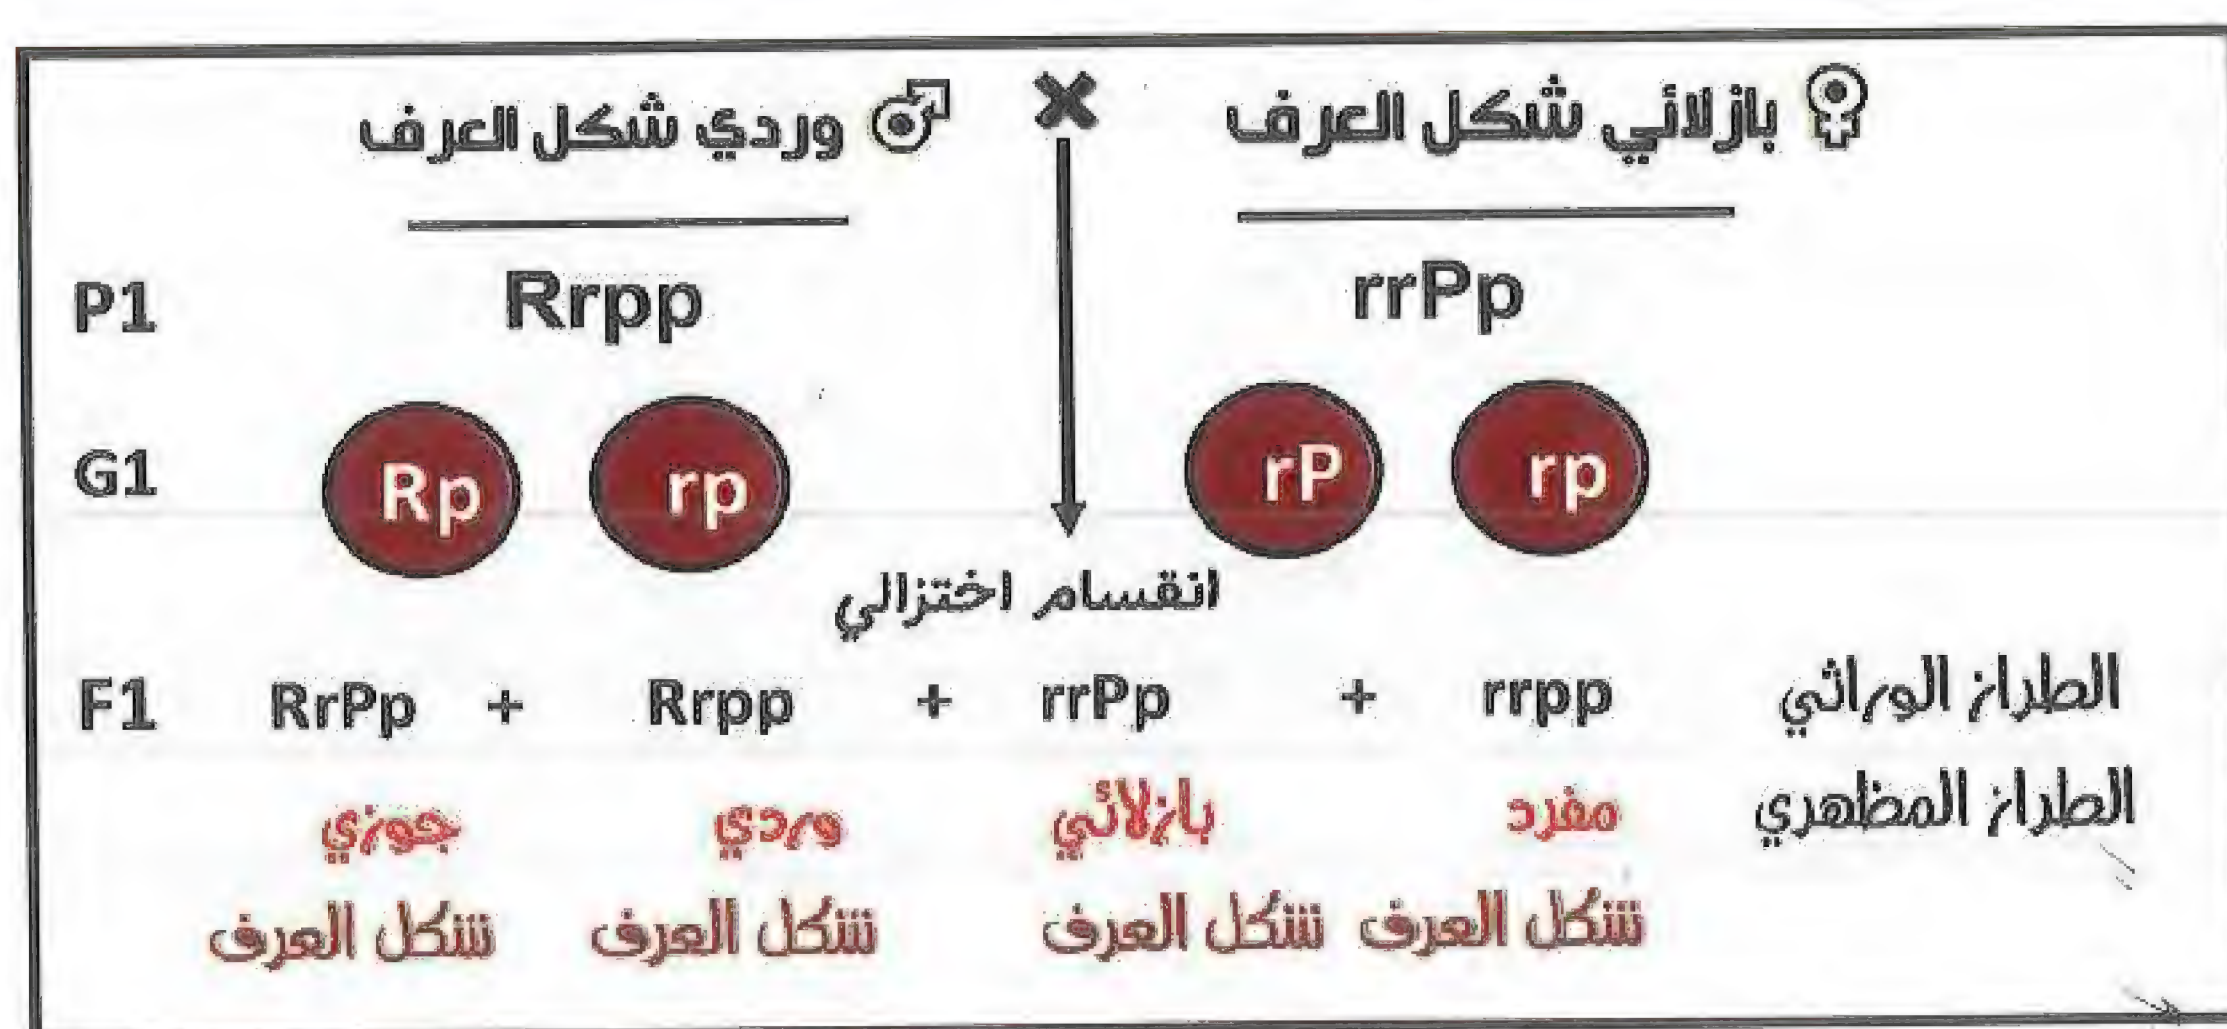 ♀ بازلائي شكل العرف × ♂ وردي شكل العرف
P1 Rrpp rrPp
G1 Rp rp rP rp
انقسام اختزالي
F1 RrPp + Rrpp + rrPp + rrpp الطراز الوراثي
الطراز المظهري مفرد بازلائي وردي جوزي
شكل العرف شكل العرف شكل العرف شكل العرف